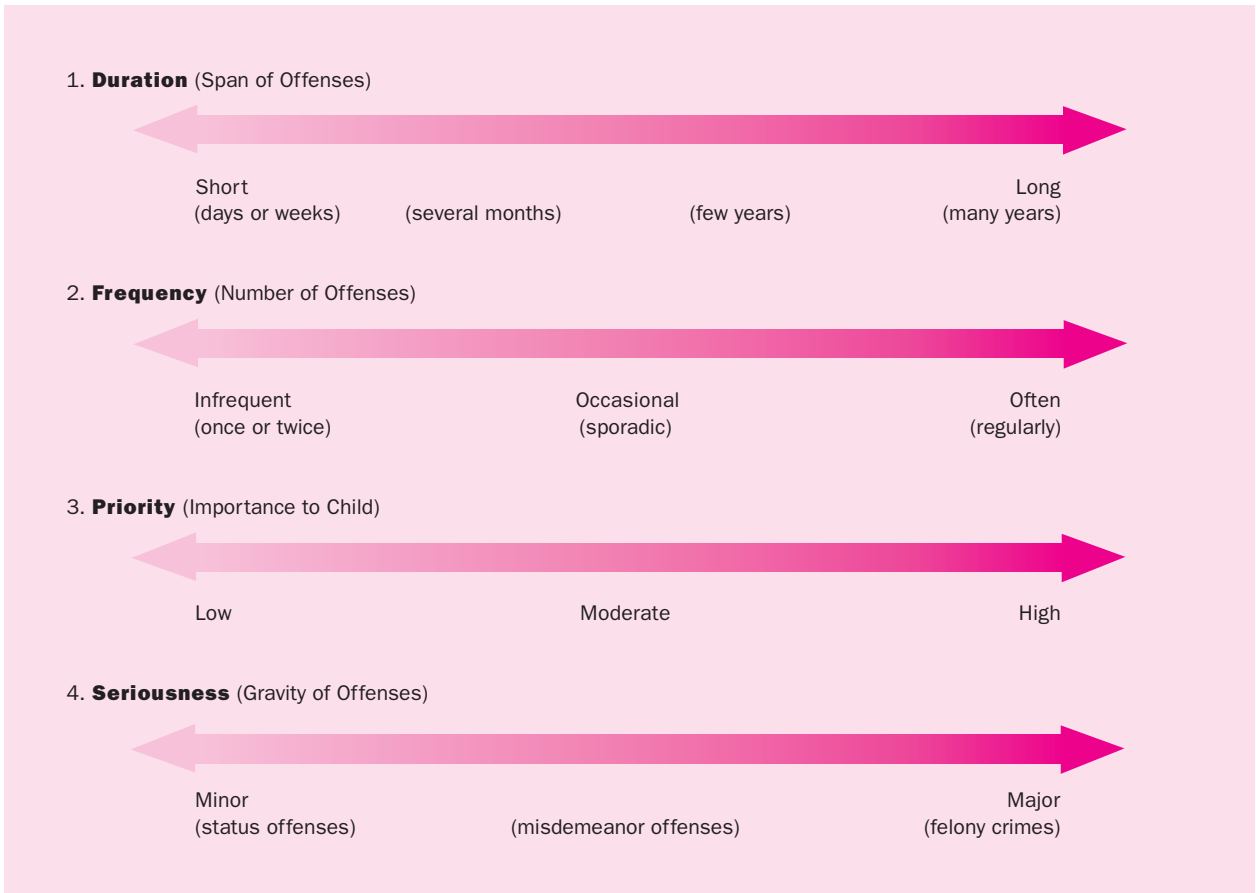 1. Duration (Span of Offenses)
Short Long
(days or weeks) (several months) (few years) (many years)
2. Frequency (Number of Offenses)
Infrequent Occasional Often
(once or twice) (sporadic) (regularly)
3. Priority (Importance to Child)
Low Moderate High
4. Seriousness (Gravity of Offenses)
Minor Major
(status offenses) (misdemeanor offenses) (felony crimes)